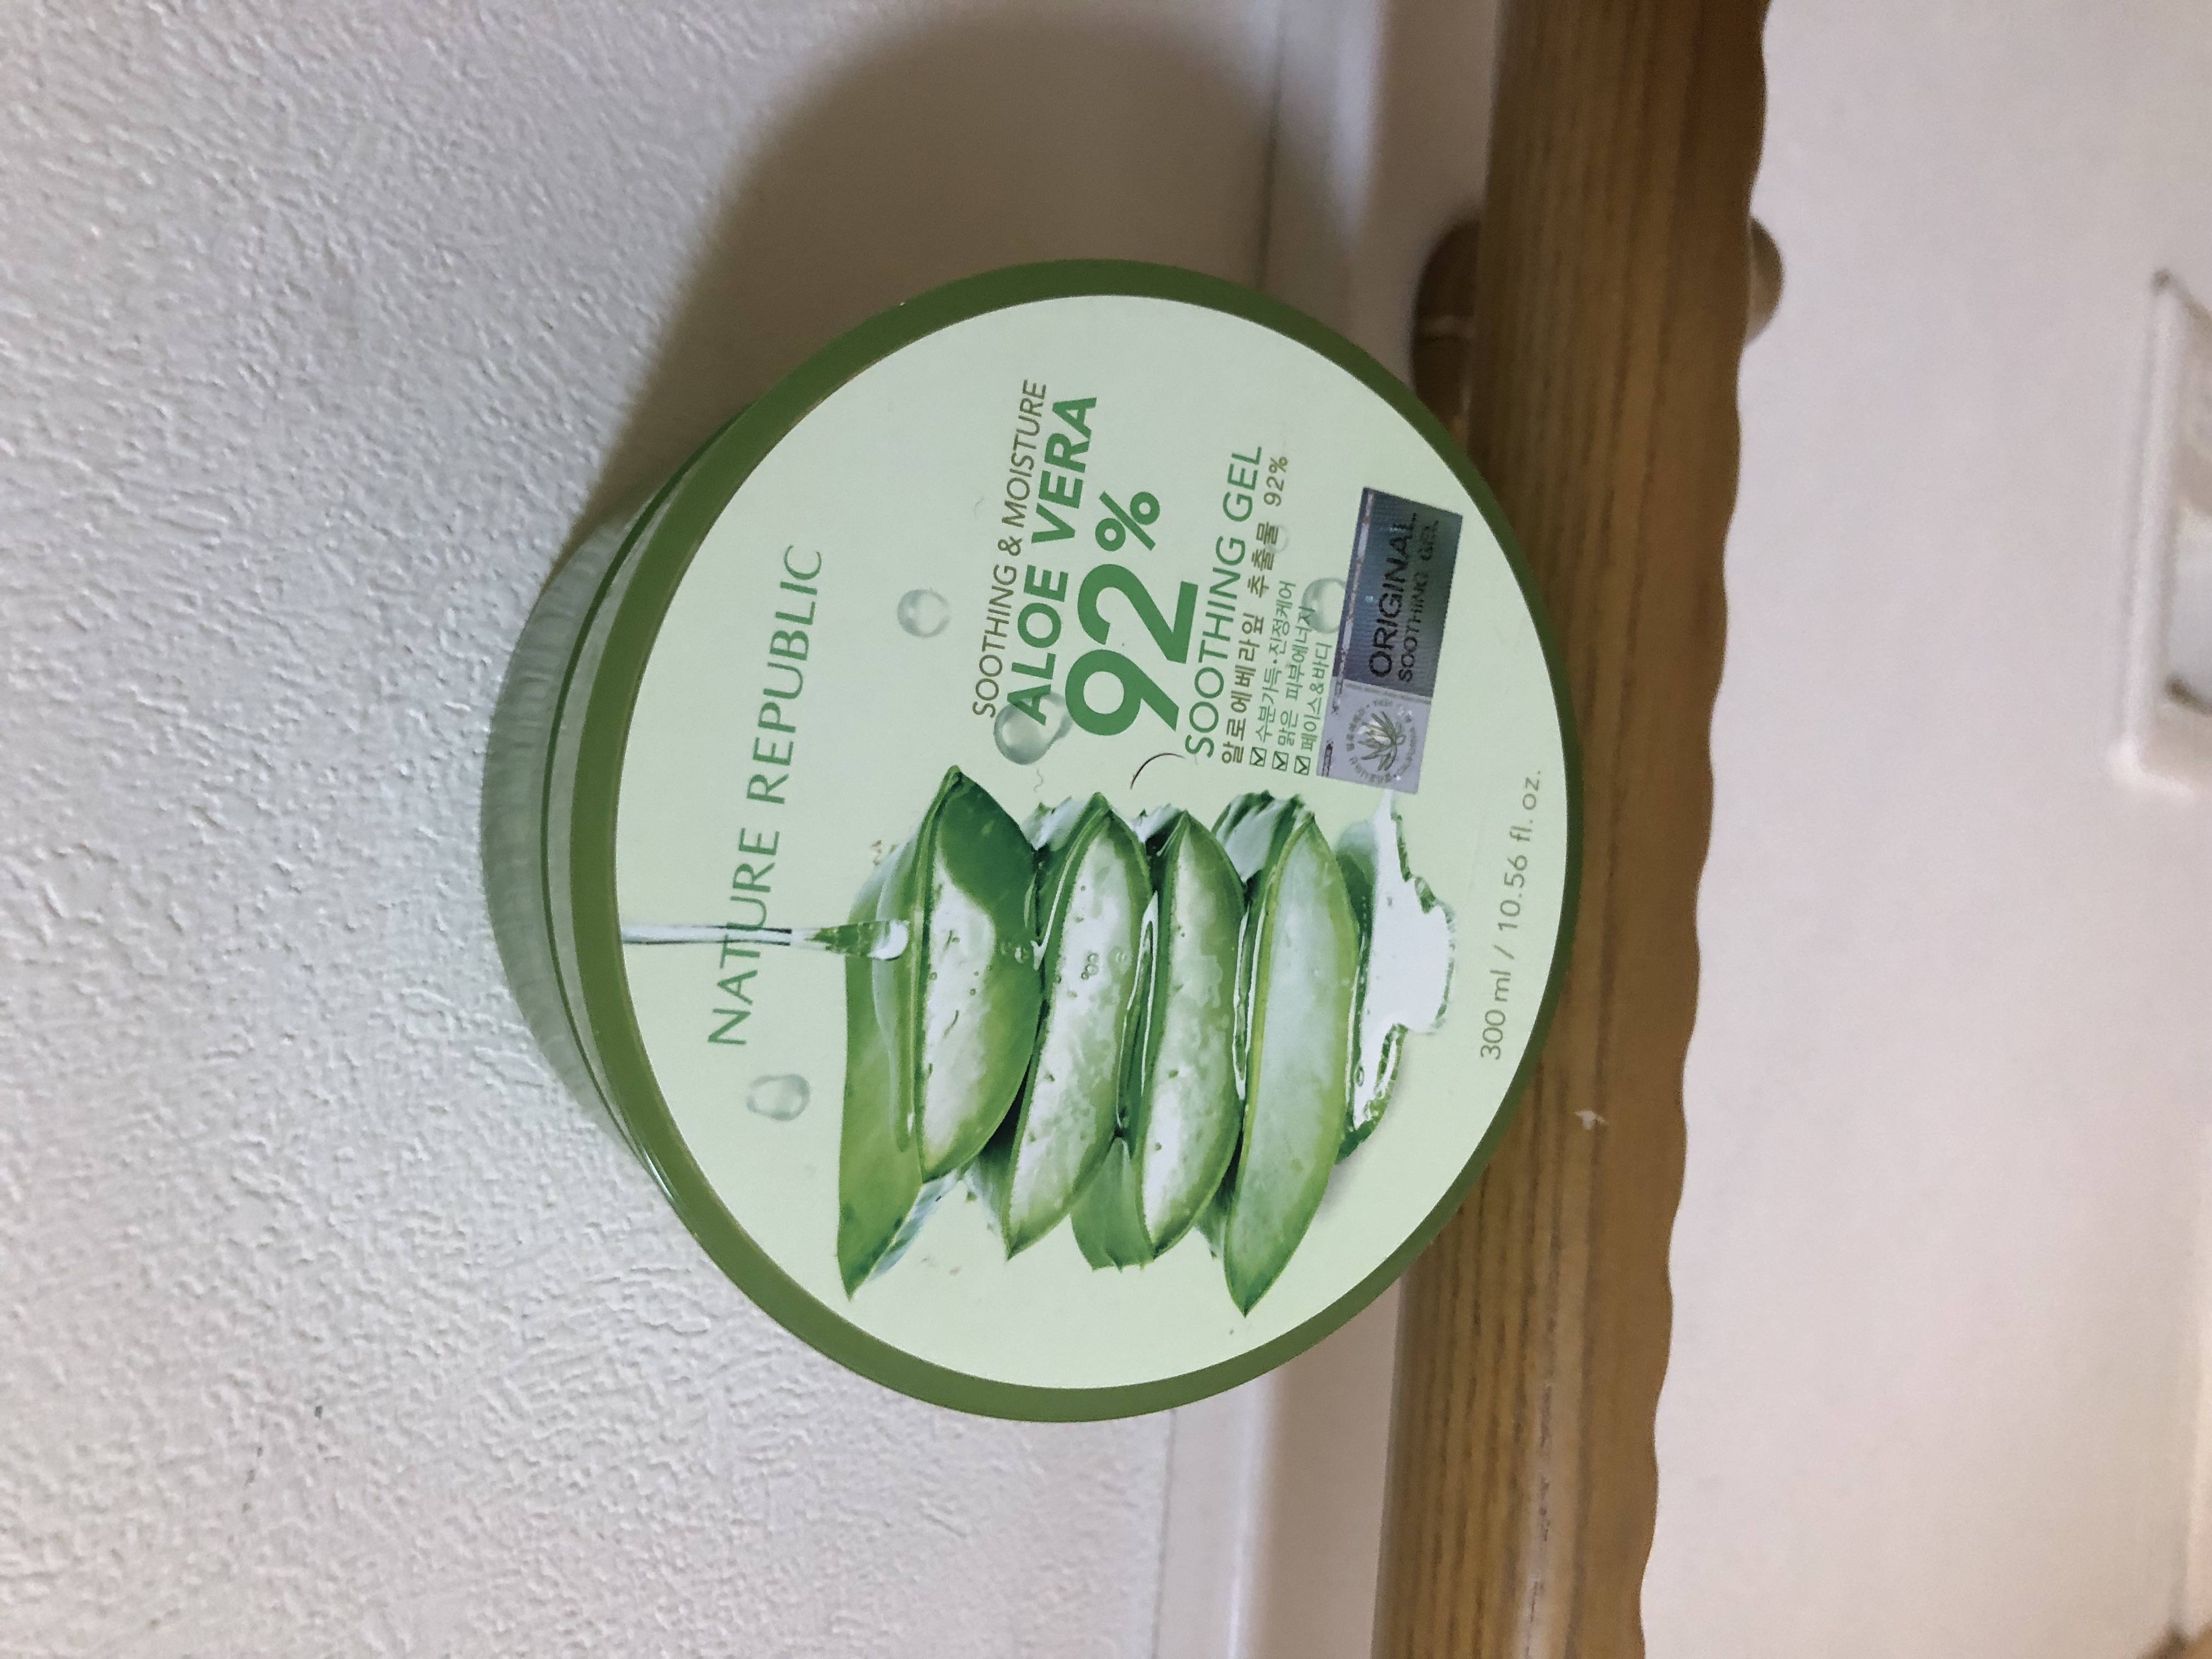 NATURE REPUBLIC
SOOTHING & MOISTURE
ALOE VERA
92%
SOOTHING GEL
알로에베라잎 추출물 92%
☑ 수분가득·진정케어
☑ 맑은 피부에너지
☑ 페이스&바디
ORIGINAL
SOOTHING GEL
300 ml / 10.56 fl. oz.